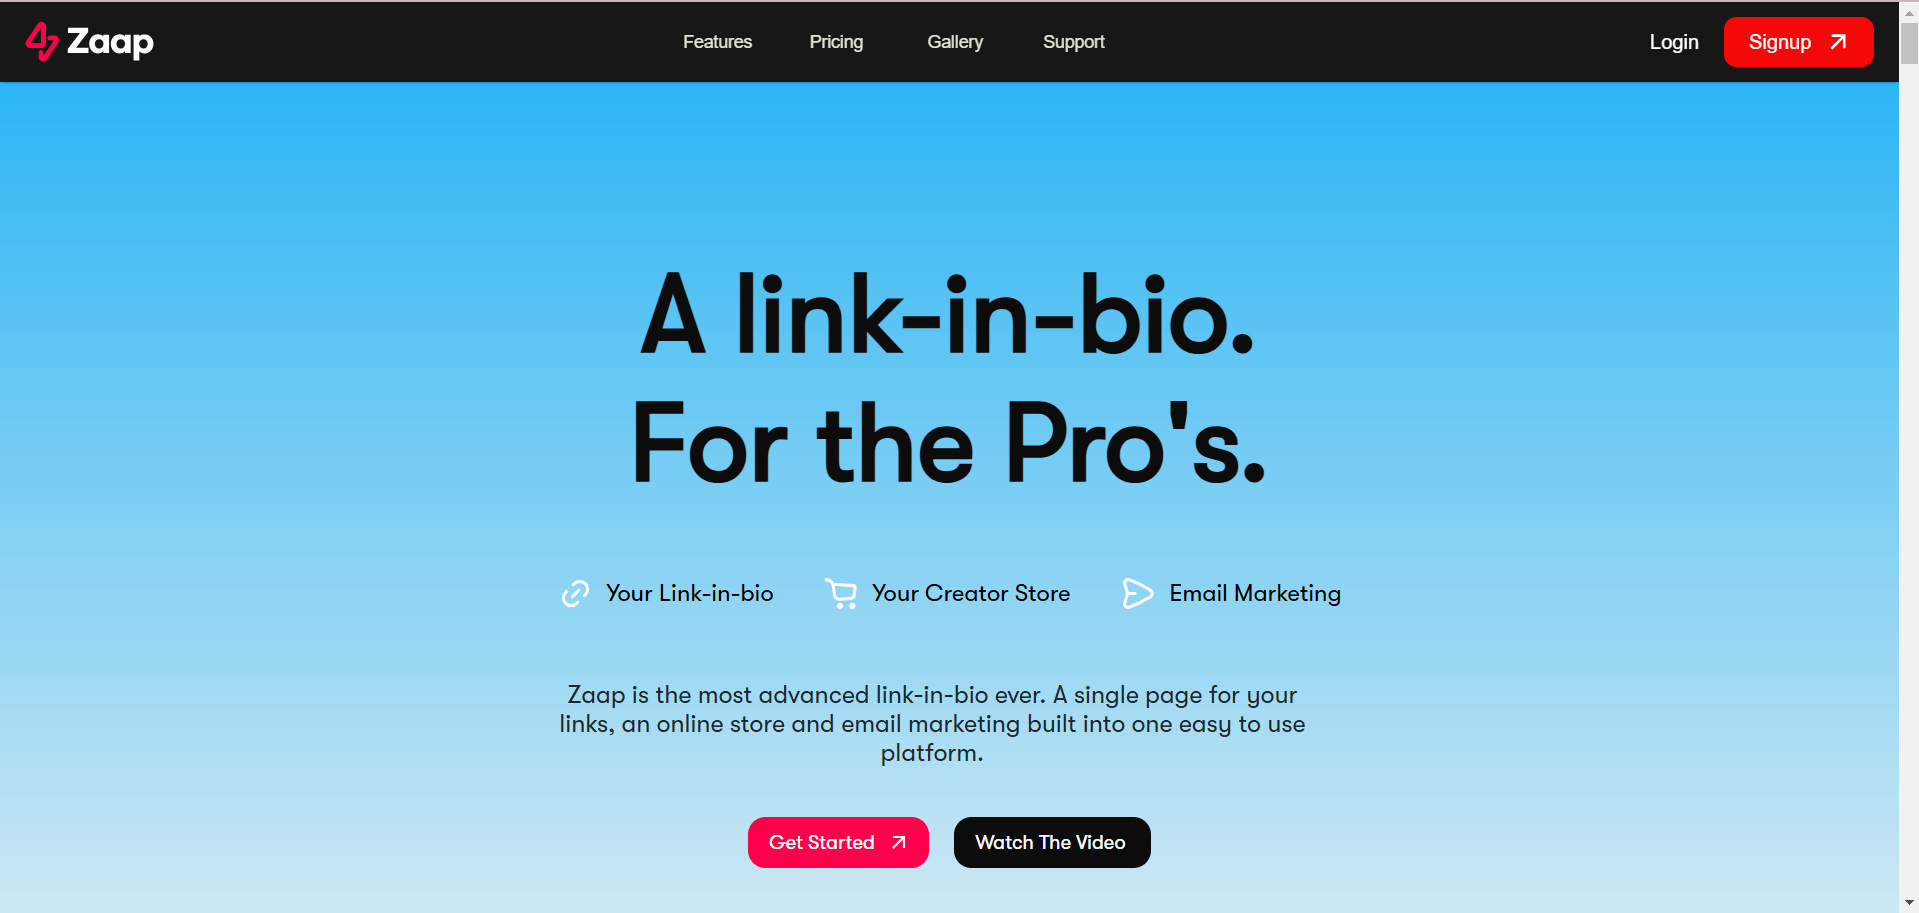 Zaap
Features
Pricing
Gallery
Support
Login
Signup
A link-in-bio.
For the Pro's.
Your Link-in-bio
Your Creator Store
Email Marketing
Zaap is the most advanced link-in-bio ever. A single page for your
links, an online store and email marketing built into one easy to use
platform.
Get Started
Watch The Video